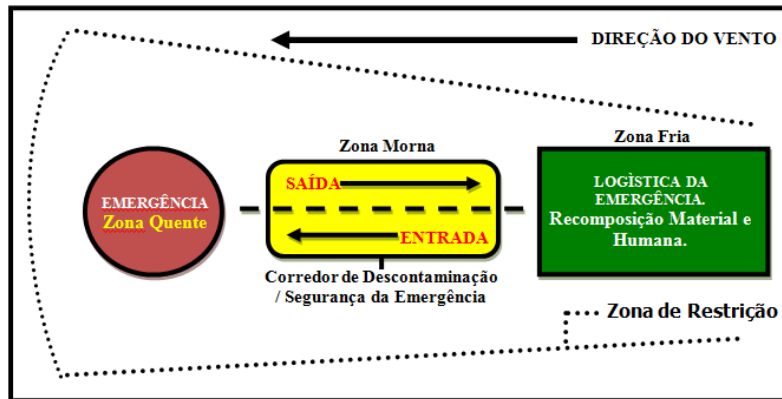 DIREÇÃO DO VENTO
Zona Morna
Zona Fria
EMERGÊNCIA
Zona Quente
SAÍDA
ENTRADA
LOGÌSTICA DA
EMERGÊNCIA.
Recomposição Material e
Humana.
Corredor de Descontaminação
/ Segurança da Emergência
Zona de Restrição